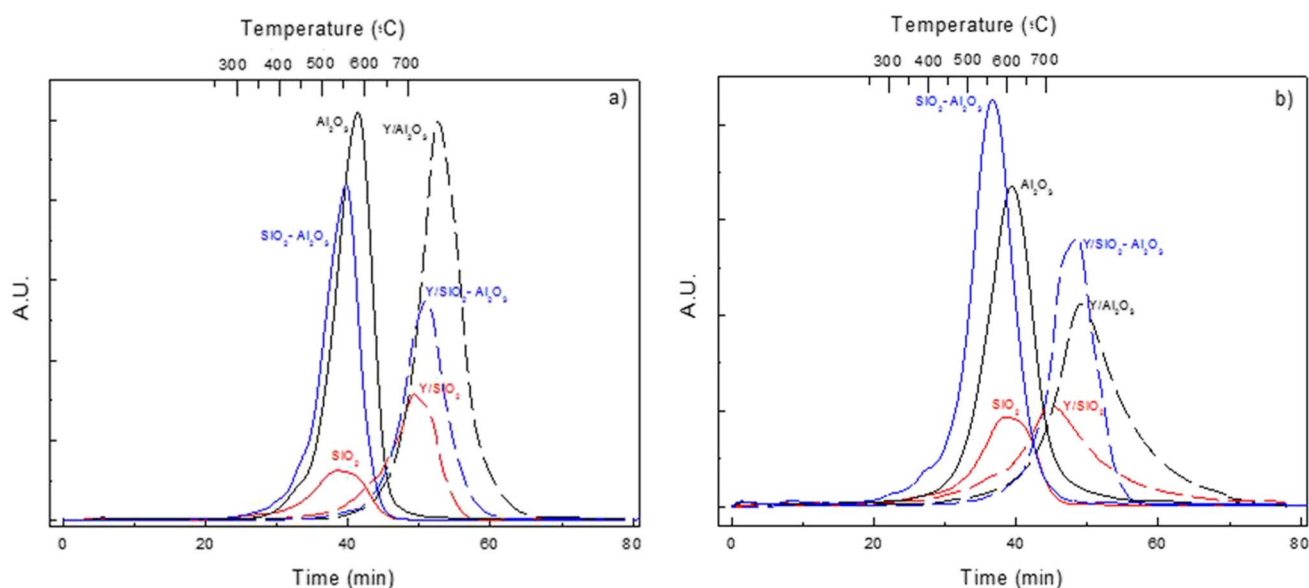 Temperature (ºC)
300 400 500 600 700
a)
Al₂O₃
Y/Al₂O₃
SiO₂-Al₂O₃
Y/SiO₂-Al₂O₃
Y/SiO₂
SiO₂
A.U.
0 20 40 60 80
Time (min)
Temperature (ºC)
300 400 500 600 700
b)
SiO₂-Al₂O₃
Al₂O₃
Y/SiO₂-Al₂O₃
Y/Al₂O₃
SiO₂
Y/SiO₂
A.U.
0 20 40 60 80
Time (min)